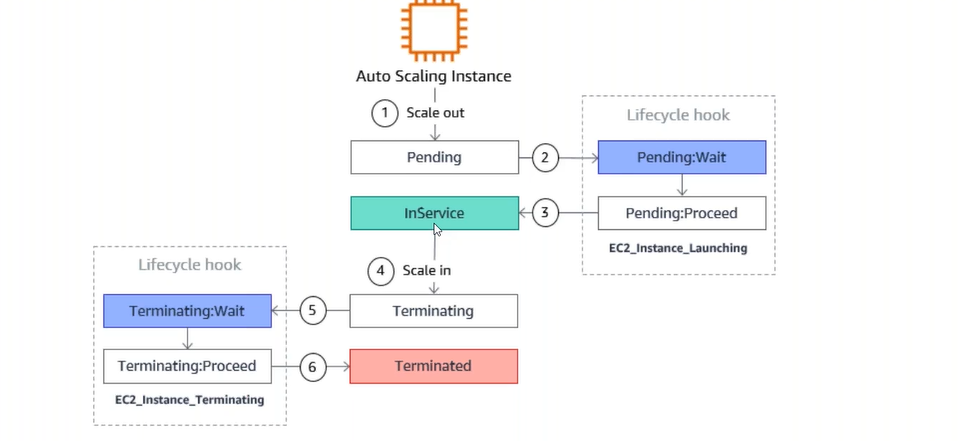 Auto Scaling Instance
1 Scale out
Lifecycle hook
Pending
2
Pending:Wait
InService
3
Pending:Proceed
EC2_Instance_Launching
4 Scale in
Lifecycle hook
Terminating:Wait
5
Terminating
Terminating:Proceed
6
Terminated
EC2_Instance_Terminating